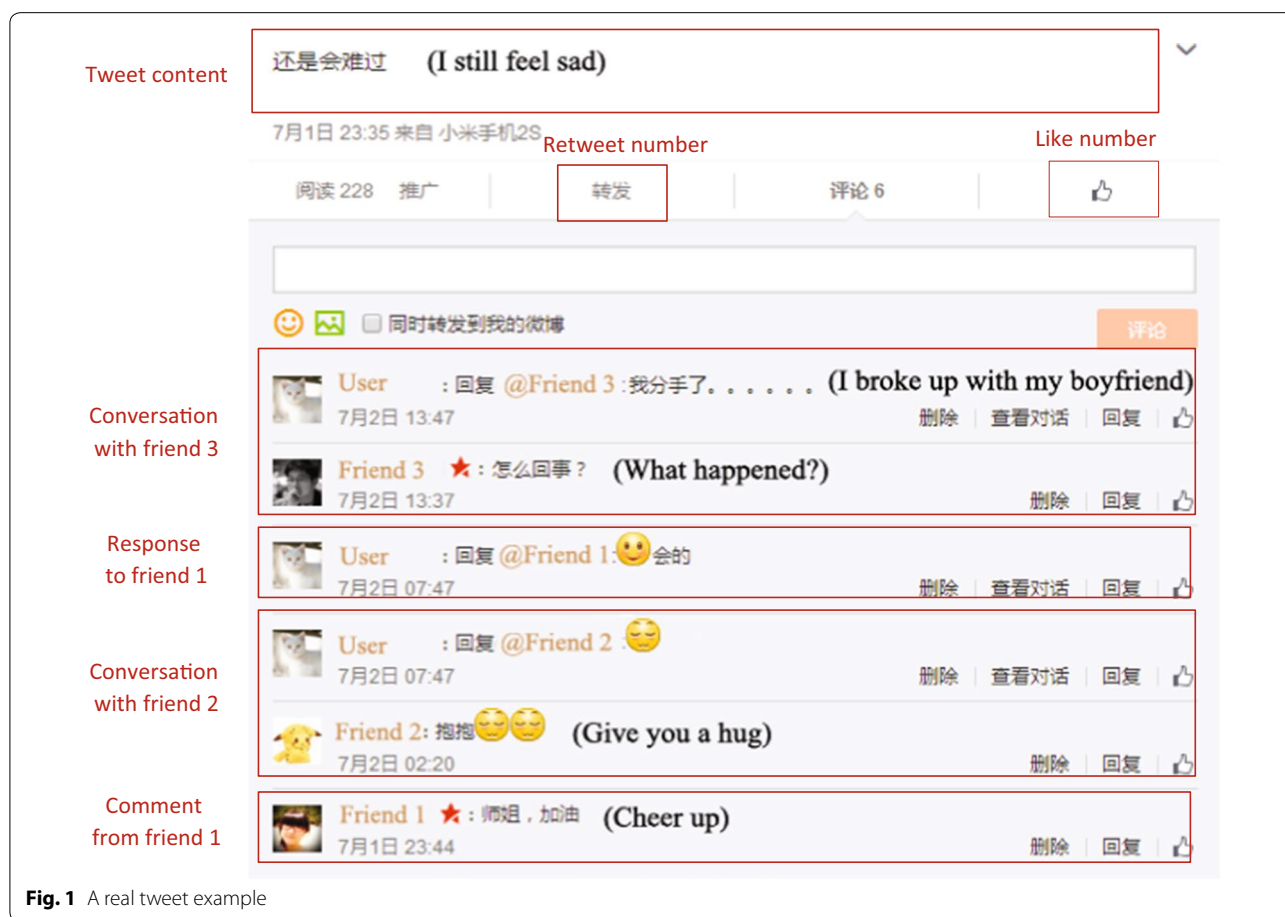 Tweet content
还是会难过 (I still feel sad)
7月1日 23:35 来自 小米手机2S
Retweet number
Like number
阅读 228 推广 转发 评论 6
同时转发到我的微博 评论
Conversation
with friend 3
User : 回复 @Friend 3 :我分手了。。。。。。(I broke up with my boyfriend)
7月2日 13:47 删除 查看对话 回复
Friend 3 : 怎么回事? (What happened?)
7月2日 13:37 删除 回复
Response
to friend 1
User : 回复 @Friend 1: 会的
7月2日 07:47 删除 查看对话 回复
Conversation
with friend 2
User : 回复 @Friend 2 :
7月2日 07:47 删除 查看对话 回复
Friend 2: 抱抱 (Give you a hug)
7月2日 02:20 删除 回复
Comment
from friend 1
Friend 1 : 师姐,加油 (Cheer up)
7月1日 23:44 删除 回复
Fig. 1 A real tweet example